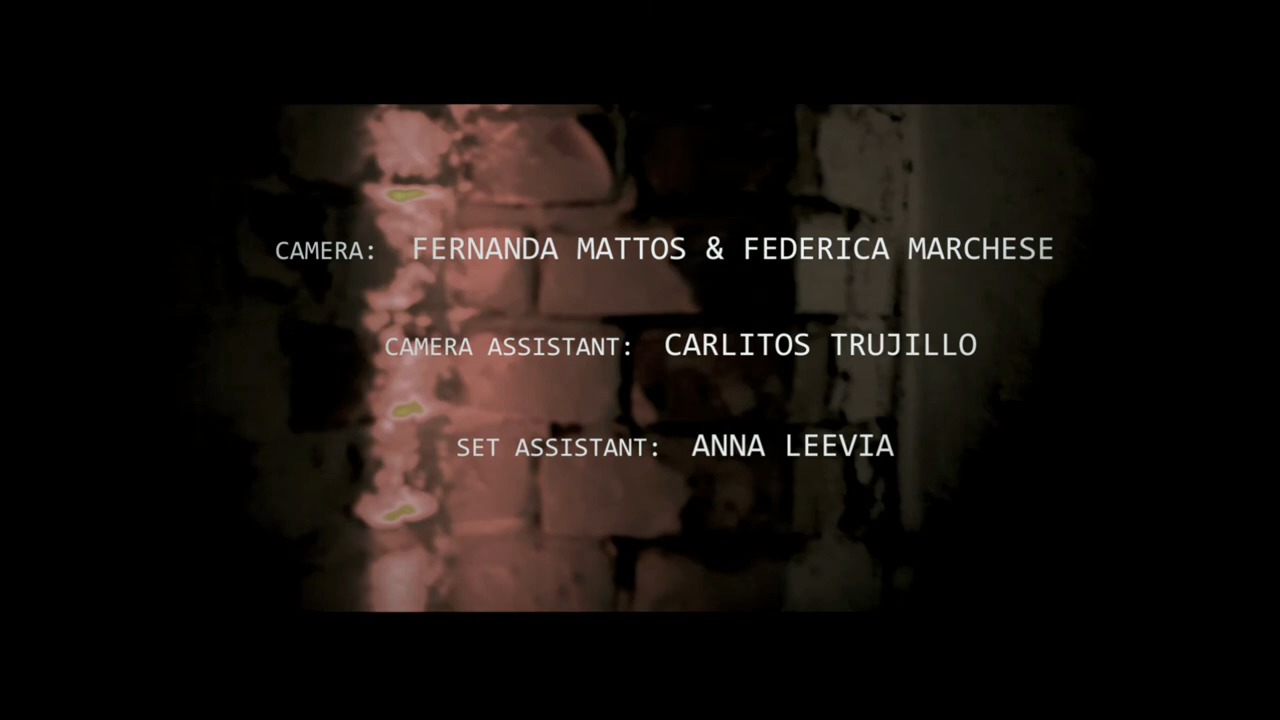 CAMERA: FERNANDA MATTOS & FEDERICA MARCHESE
CAMERA ASSISTANT: CARLITOS TRUJILLO
SET ASSISTANT: ANNA LEEVIA